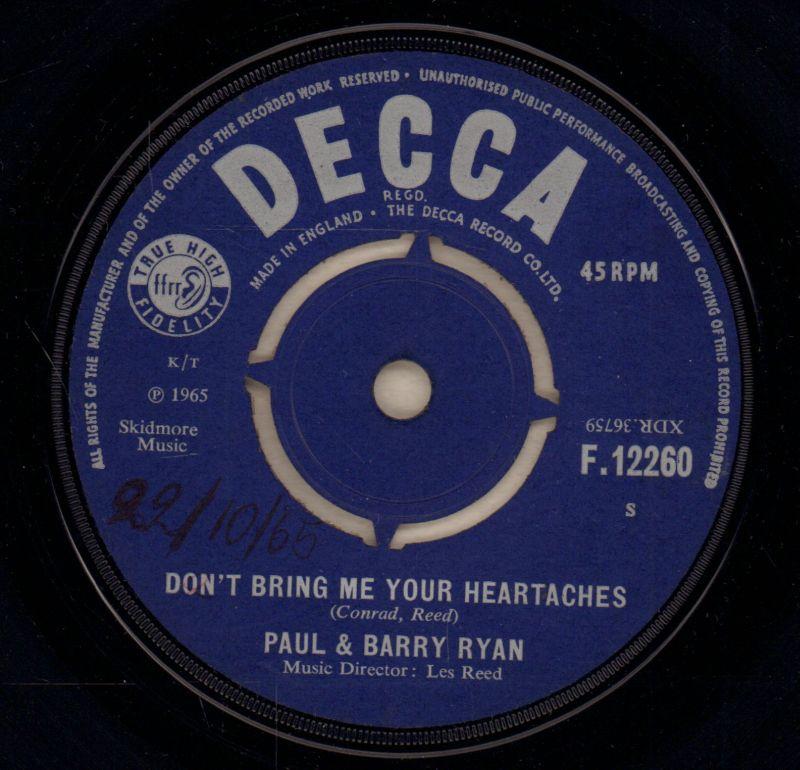 ALL RIGHTS OF THE MANUFACTURER AND OF THE OWNER OF THE RECORDED WORK RESERVED • UNAUTHORISED PUBLIC PERFORMANCE BROADCASTING AND COPYING OF THIS RECORD PROHIBITED
DECCA
REGD.
MADE IN ENGLAND • THE DECCA RECORD CO. LTD.
TRUE HIGH
ffrr
FIDELITY
45 RPM
K/T
℗ 1965
Skidmore
Music
XDR.36759
F.12260
S
22/10/65
DON'T BRING ME YOUR HEARTACHES
(Conrad, Reed)
PAUL & BARRY RYAN
Music Director: Les Reed